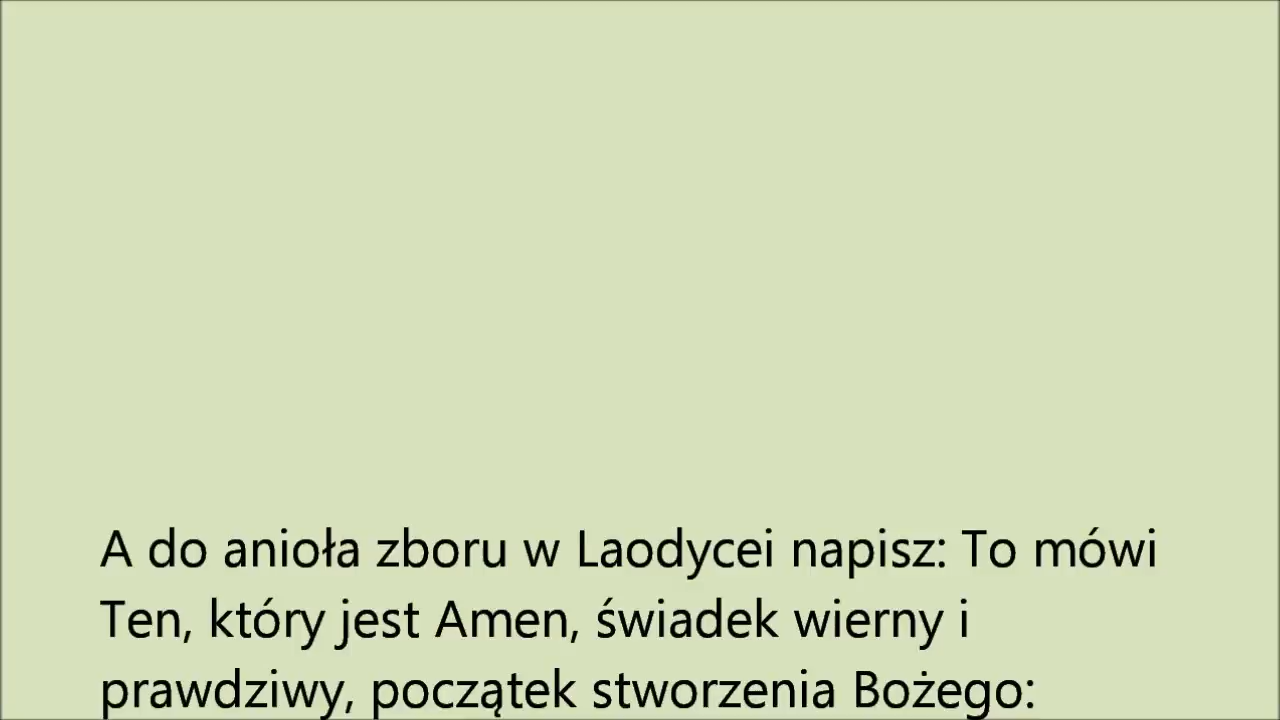 A do anioła zboru w Laodycei napisz: To mówi
Ten, który jest Amen, świadek wierny i
prawdziwy, początek stworzenia Bożego: